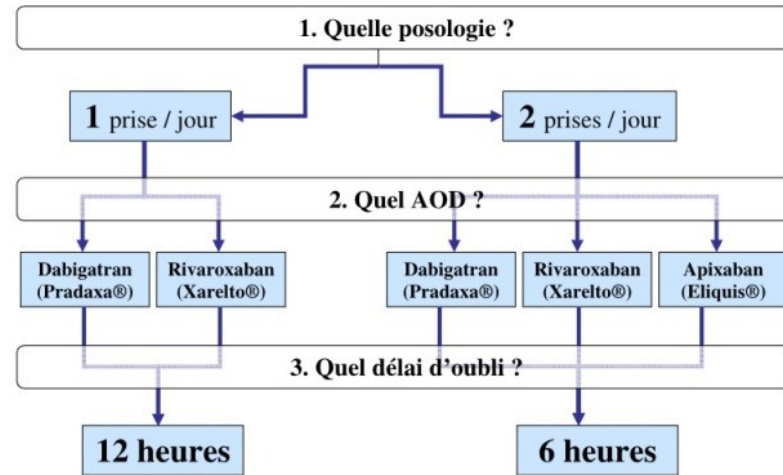 1. Quelle posologie ?
1 prise / jour
2 prises / jour
2. Quel AOD ?
Dabigatran
(Pradaxa®)
Rivaroxaban
(Xarelto®)
Dabigatran
(Pradaxa®)
Rivaroxaban
(Xarelto®)
Apixaban
(Eliquis®)
3. Quel délai d’oubli ?
12 heures
6 heures